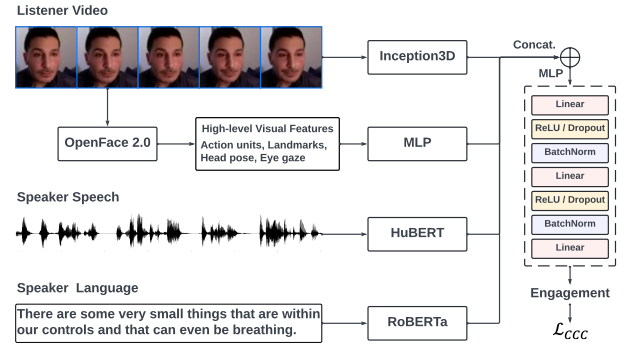 Listener Video
Inception3D
Concat.
MLP
OpenFace 2.0
High-level Visual Features
Action units, Landmarks,
Head pose, Eye gaze
MLP
Linear
ReLU / Dropout
BatchNorm
Linear
ReLU / Dropout
BatchNorm
Linear
Speaker Speech
HuBERT
Speaker Language
There are some very small things that are within
our controls and that can even be breathing.
RoBERTa
Engagement
ℒCCC